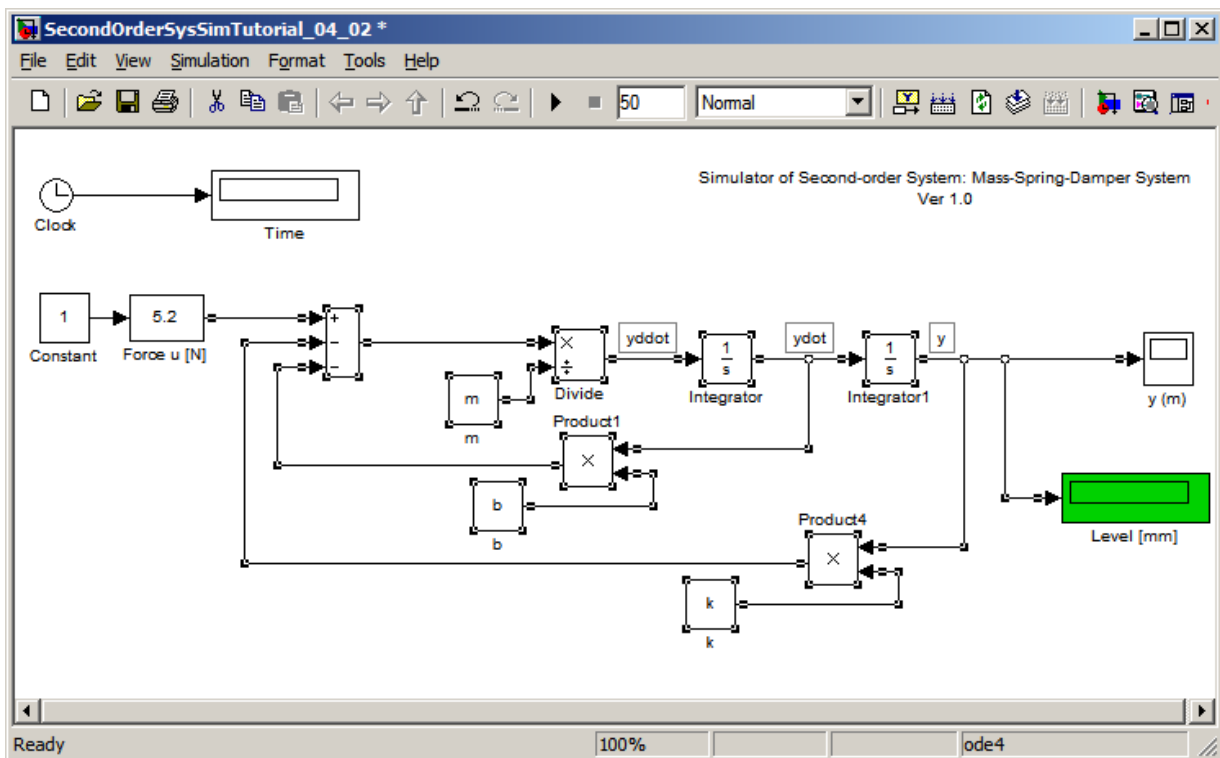 SecondOrderSysSimTutorial_04_02 *
File Edit View Simulation Format Tools Help
50 Normal
Simulator of Second-order System: Mass-Spring-Damper System
Ver 1.0
Clock
Time
1
5.2
Constant
Force u [N]
+
−
−
×
÷
Divide
yddot
1
s
Integrator
ydot
1
s
Integrator1
y
y (m)
m
m
Product1
×
b
b
Level [mm]
Product4
×
k
k
Ready 100% ode4